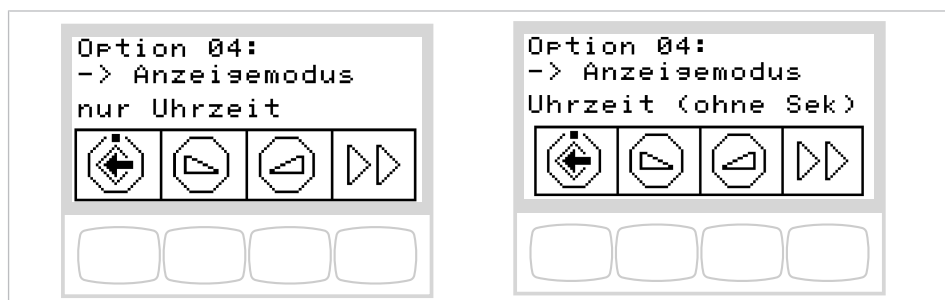 Option 04:
-> Anzeigemodus
nur Uhrzeit
Option 04:
-> Anzeigemodus
Uhrzeit (ohne Sek)